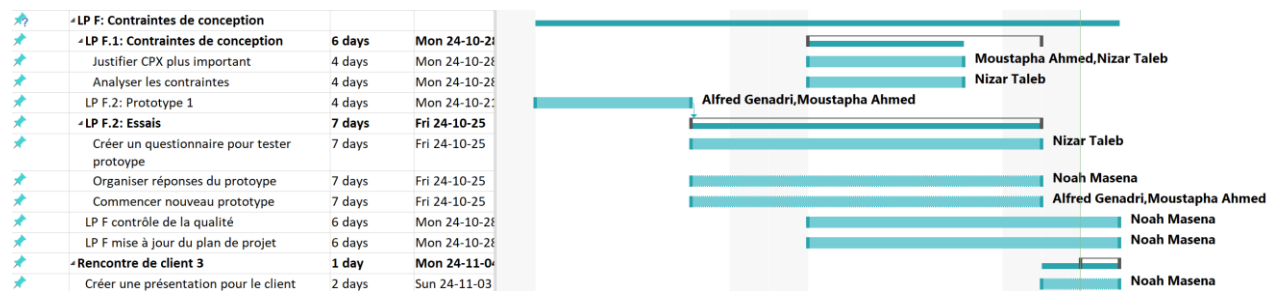 LP F: Contraintes de conception
LP F.1: Contraintes de conception 6 days Mon 24-10-28
Justifier CPX plus important 4 days Mon 24-10-28 Moustapha Ahmed,Nizar Taleb
Analyser les contraintes 4 days Mon 24-10-28 Nizar Taleb
LP F.2: Prototype 1 4 days Mon 24-10-21 Alfred Genadri,Moustapha Ahmed
LP F.2: Essais 7 days Fri 24-10-25
Créer un questionnaire pour tester 7 days Fri 24-10-25 Nizar Taleb
protoype
Organiser réponses du protoype 7 days Fri 24-10-25 Noah Masena
Commencer nouveau prototype 7 days Fri 24-10-25 Alfred Genadri,Moustapha Ahmed
LP F contrôle de la qualité 6 days Mon 24-10-28 Noah Masena
LP F mise à jour du plan de projet 6 days Mon 24-10-28 Noah Masena
Rencontre de client 3 1 day Mon 24-11-04
Créer une présentation pour le client 2 days Sun 24-11-03 Noah Masena